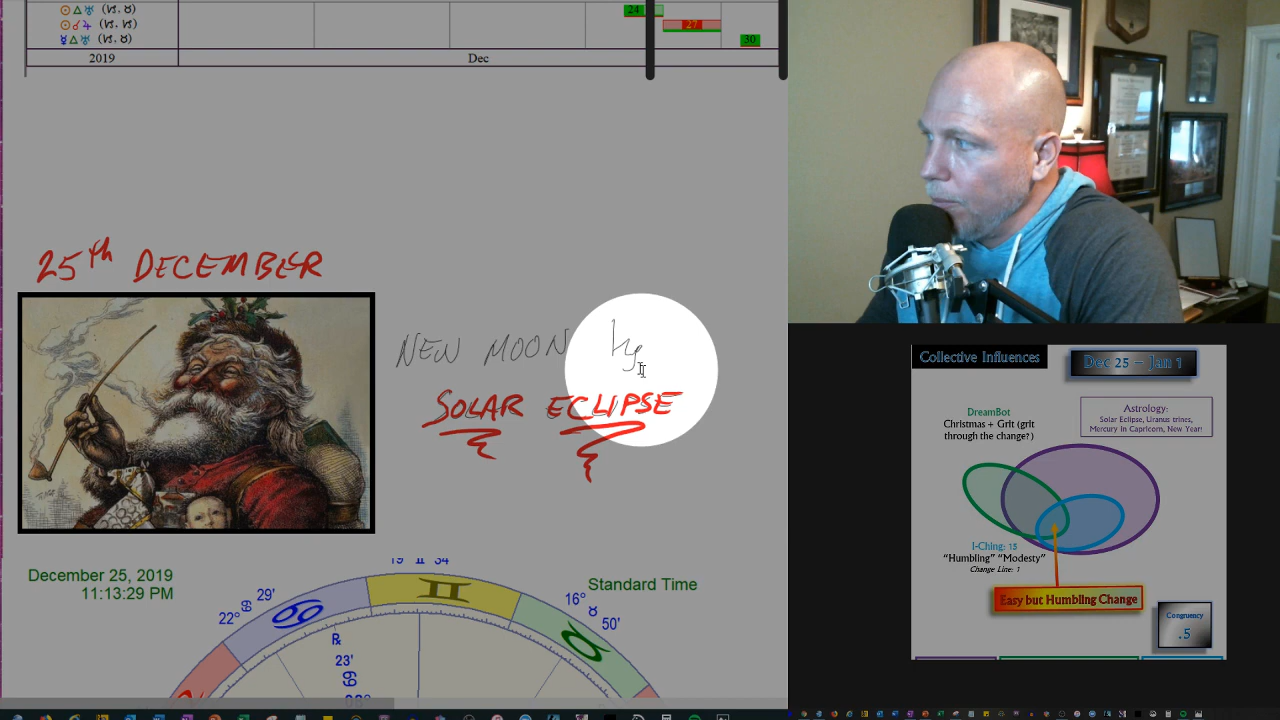 ☉△♅ (♑, ♉)
☉☌♃ (♑, ♑)
☿△♅ (♑, ♉)
24
27
30
2019 Dec
25th DECEMBER
NEW MOON by
SOLAR ECLIPSE
December 25, 2019
11:13:29 PM
Standard Time
19 ♊ 34
22° ♋ 29'
♋
♊
16° ♉ 50'
♉
℞
23'
♋
Collective Influences
Dec 25 – Jan 1
DreamBot
Christmas + Grit (grit
through the change?)
Astrology:
Solar Eclipse, Uranus trines,
Mercury in Capricorn, New Year!
I-Ching: 15
"Humbling" "Modesty"
Change Line: 1
Easy but Humbling Change
Congruency
.5